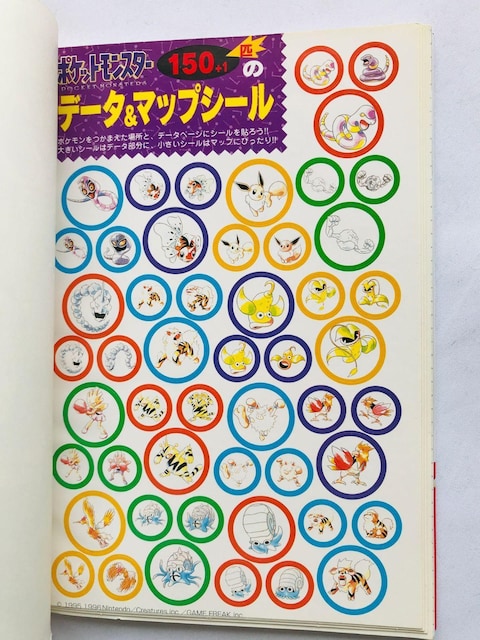 ポケットモンスター
POCKET MONSTERS
150+1匹の
データ&マップシール
ポケモンをつかまえた場所と、データページにシールを貼ろう!!
大きいシールはデータ部分に、小さいシールはマップにぴったり!!
© 1995, 1996 Nintendo／Creatures inc.／GAME FREAK inc.